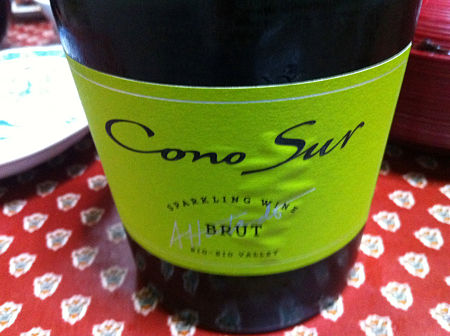 Cono Sur
SPARKLING WINE
BRUT
BIO-BIO VALLEY